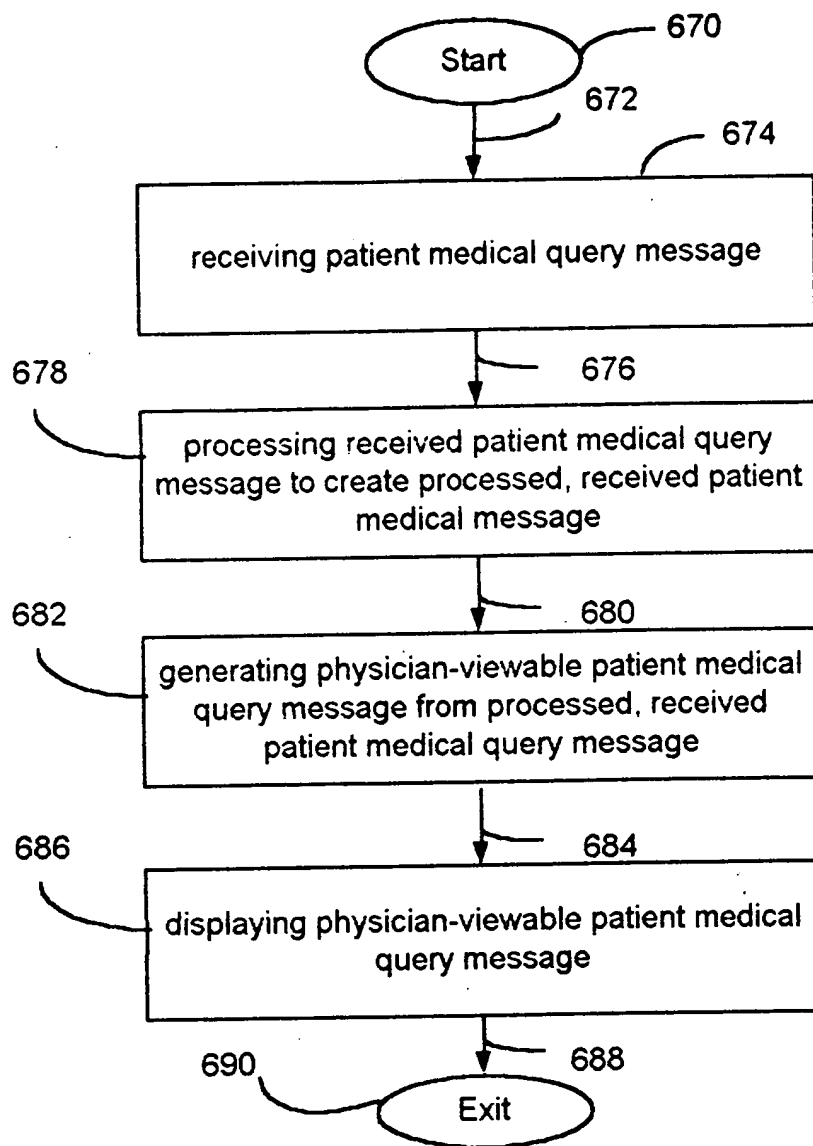 670
Start
672
674
receiving patient medical query message
676
678
processing received patient medical query
message to create processed, received patient
medical message
680
682
generating physician-viewable patient medical
query message from processed, received
patient medical query message
684
686
displaying physician-viewable patient medical
query message
688
690
Exit